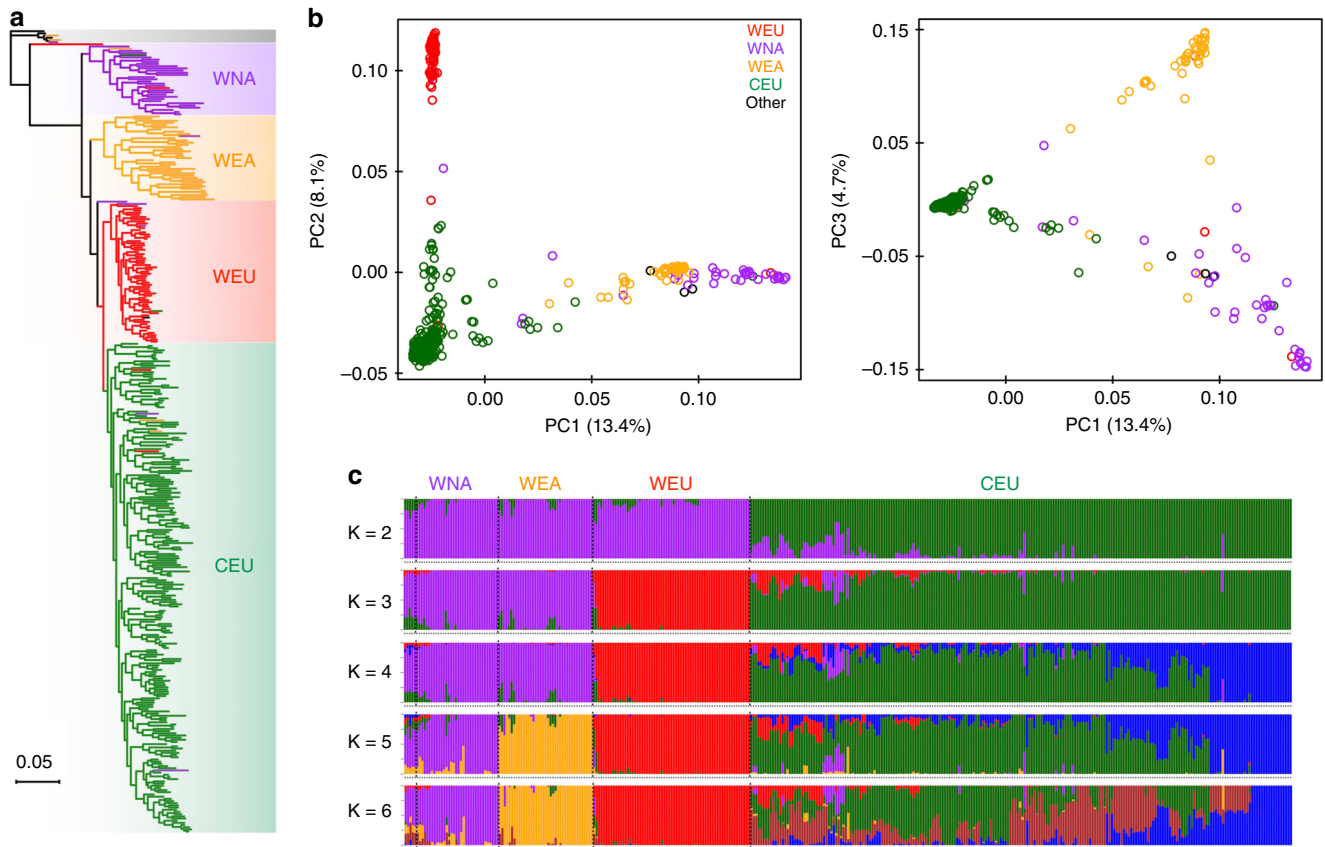 a
WNA
WEA
WEU
CEU
0.05
b
WEU
WNA
WEA
CEU
Other
PC2 (8.1%)
0.10
0.05
0.00
−0.05
0.00
0.05
0.10
PC1 (13.4%)
PC3 (4.7%)
0.15
0.05
−0.05
−0.15
0.00
0.05
0.10
PC1 (13.4%)
c
WNA WEA WEU CEU
K = 2
K = 3
K = 4
K = 5
K = 6